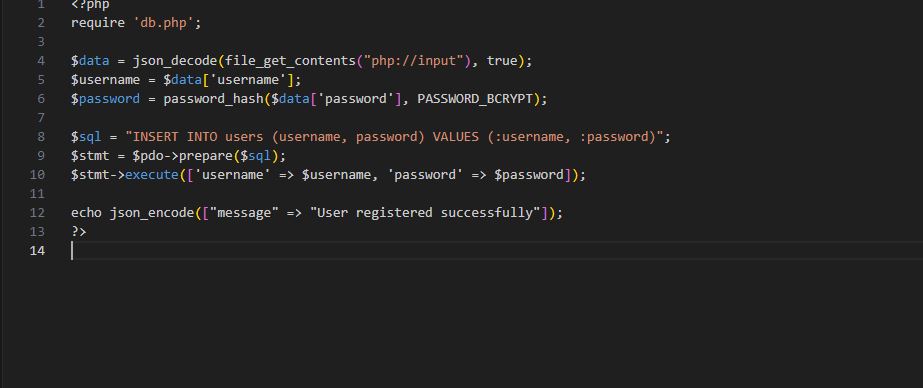 1 <?php
2 require 'db.php';
3
4 $data = json_decode(file_get_contents("php://input"), true);
5 $username = $data['username'];
6 $password = password_hash($data['password'], PASSWORD_BCRYPT);
7
8 $sql = "INSERT INTO users (username, password) VALUES (:username, :password)";
9 $stmt = $pdo->prepare($sql);
10 $stmt->execute(['username' => $username, 'password' => $password]);
11
12 echo json_encode(["message" => "User registered successfully"]);
13 ?>
14